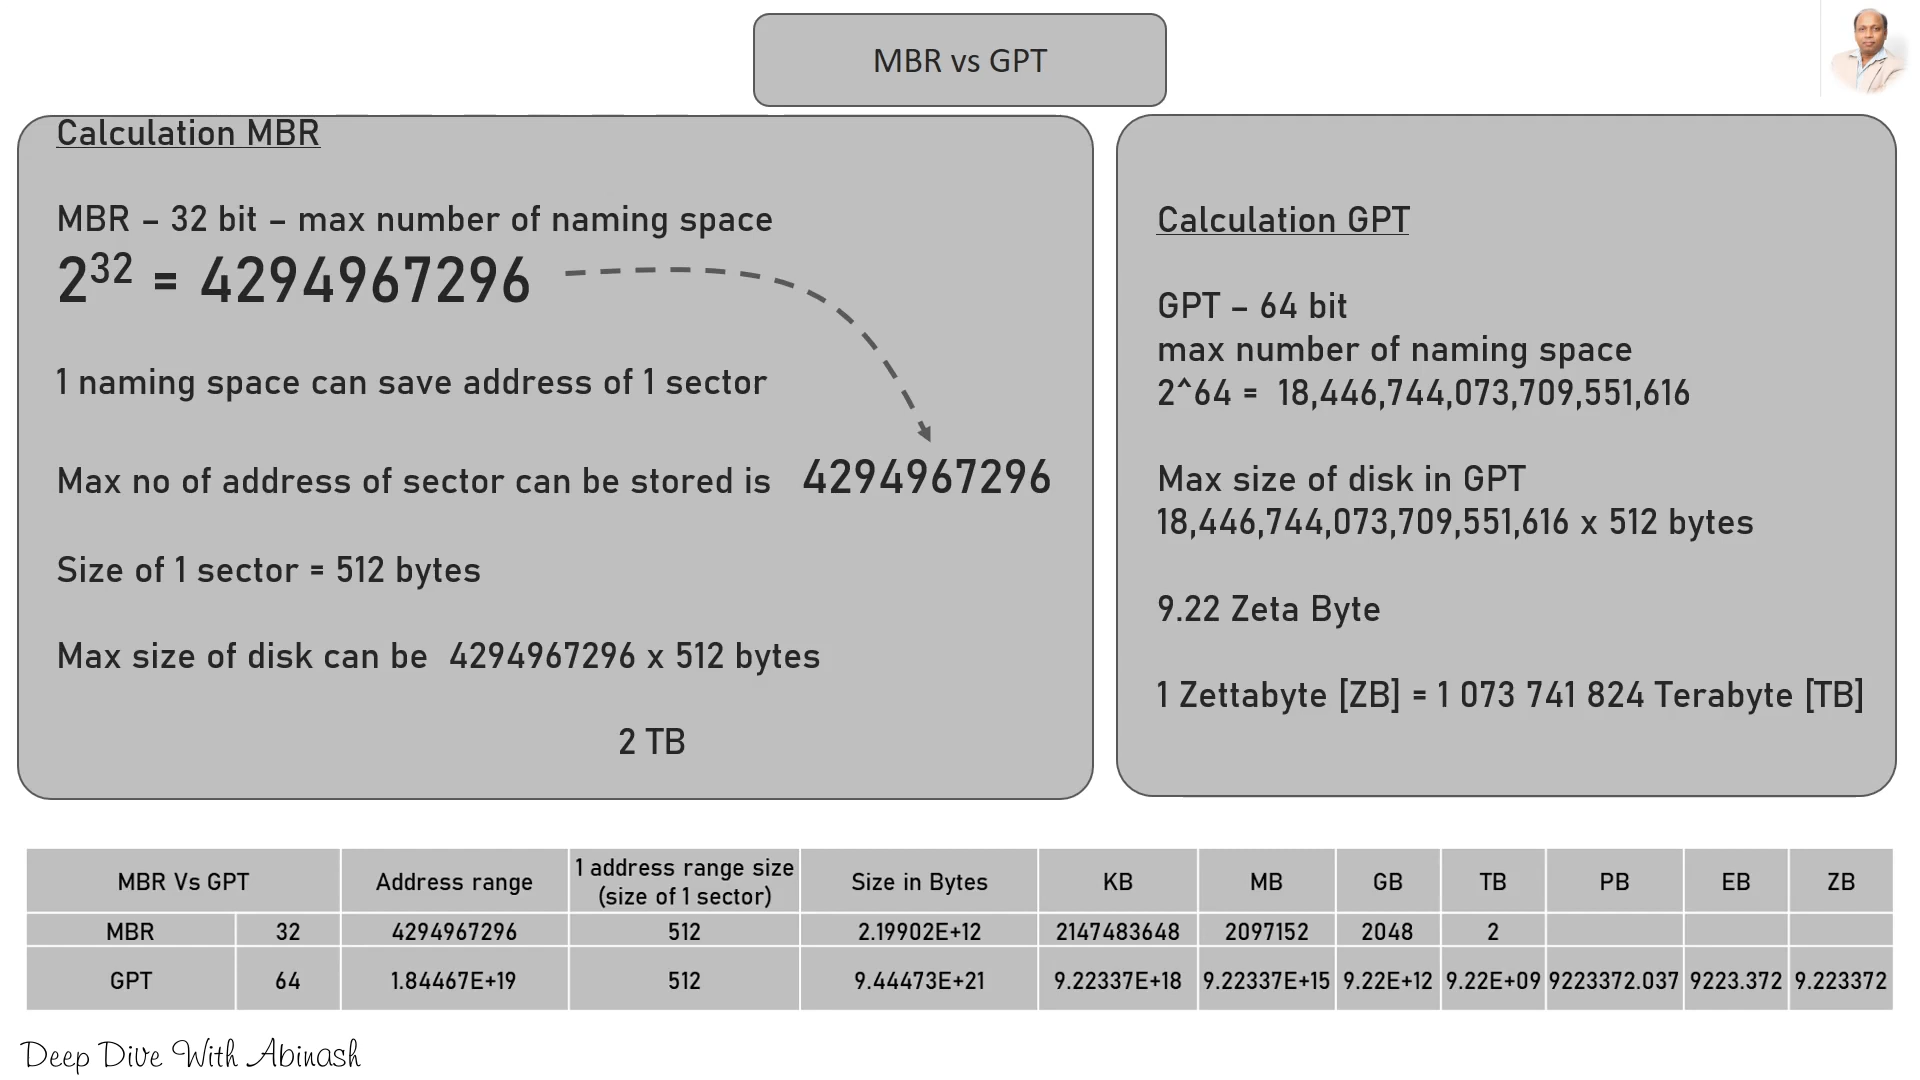 MBR vs GPT
Calculation MBR
MBR – 32 bit – max number of naming space
2³² = 4294967296
1 naming space can save address of 1 sector
Max no of address of sector can be stored is 4294967296
Size of 1 sector = 512 bytes
Max size of disk can be 4294967296 x 512 bytes
2 TB
Calculation GPT
GPT – 64 bit
max number of naming space
2^64 = 18,446,744,073,709,551,616
Max size of disk in GPT
18,446,744,073,709,551,616 x 512 bytes
9.22 Zeta Byte
1 Zettabyte [ZB] = 1 073 741 824 Terabyte [TB]
MBR Vs GPT Address range 1 address range size (size of 1 sector) Size in Bytes KB MB GB TB PB EB ZB
MBR 32 4294967296 512 2.19902E+12 2147483648 2097152 2048 2
GPT 64 1.84467E+19 512 9.44473E+21 9.22337E+18 9.22337E+15 9.22E+12 9.22E+09 9223372.037 9223.372 9.223372
Deep Dive With Abinash